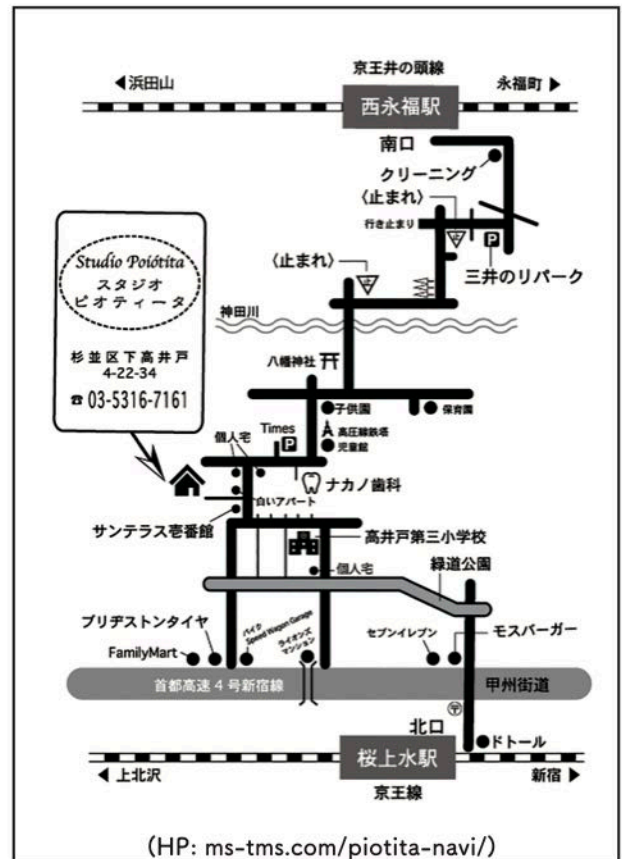 京王井の頭線
◀浜田山
永福町▶
西永福駅
南口
クリーニング
〈止まれ〉
行き止まり
止
P
三井のリパーク
〈止まれ〉
止
Studio Poiótita
スタジオ
ピオティータ
杉並区下高井戸
4-22-34
☎ 03-5316-7161
神田川
八幡神社
子供園
保育園
高圧線鉄塔
児童館
Times
P
個人宅
ナカノ歯科
白いアパート
サンテラス壱番館
高井戸第三小学校
個人宅
緑道公園
ブリヂストンタイヤ
FamilyMart
バイク
Speed Wagon Garage
ライオンズ
マンション
セブンイレブン
モスバーガー
首都高速4号新宿線
甲州街道
〒
北口
ドトール
桜上水駅
◀ 上北沢
新宿 ▶
京王線
(HP: ms-tms.com/piotita-navi/)